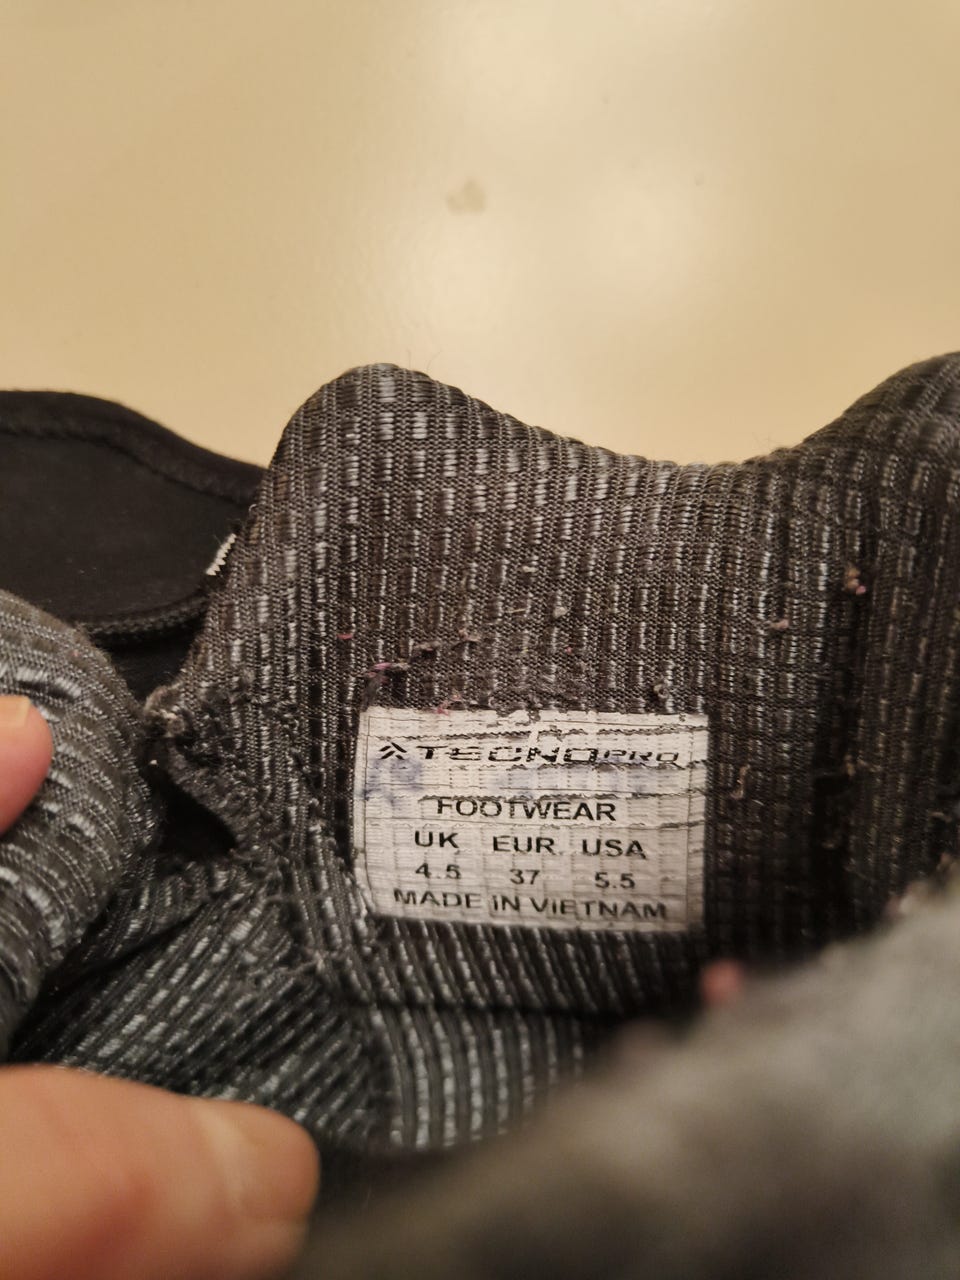 TECNOPRO
FOOTWEAR
UK EUR USA
4.5 37 5.5
MADE IN VIETNAM